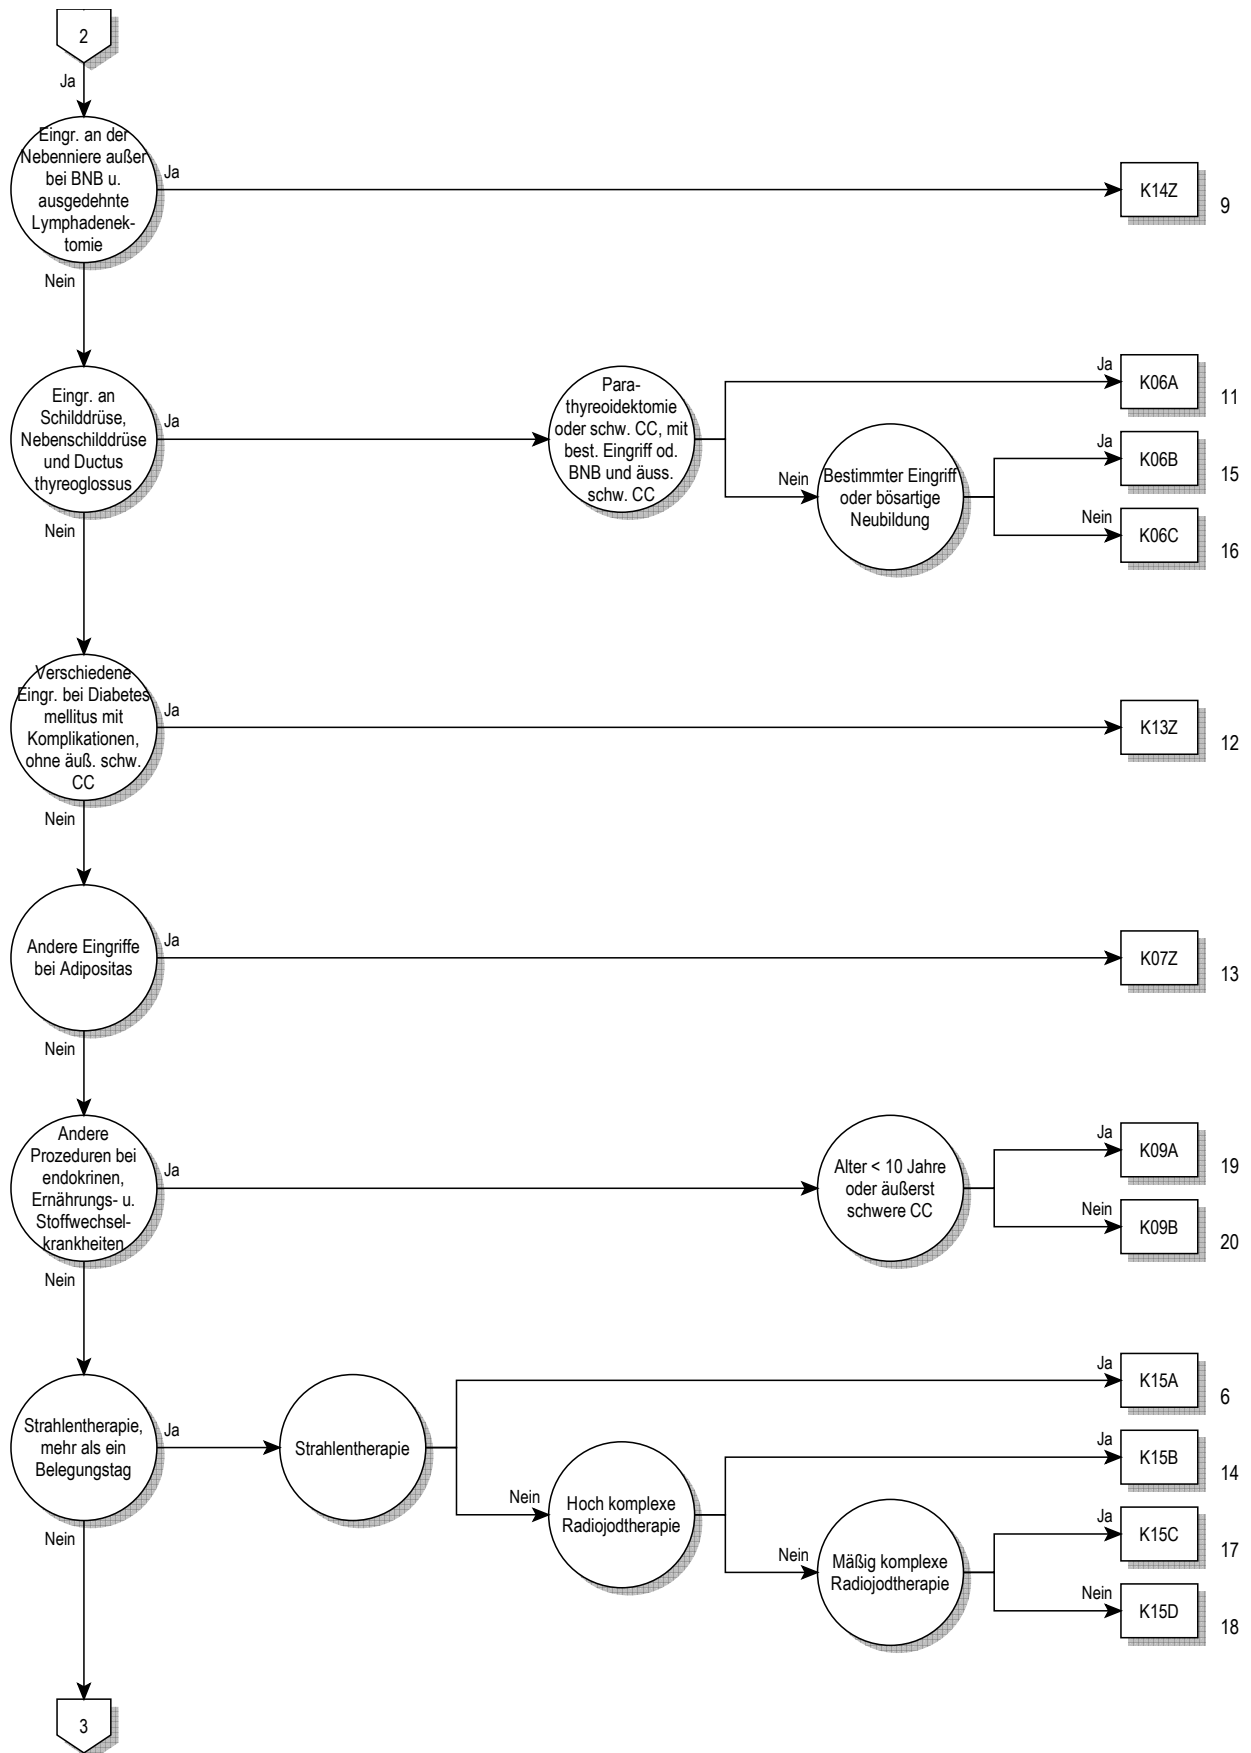 2
Ja
Eingr. an der
Nebenniere außer
bei BNB u.
ausgedehnte
Lymphadenek-
tomie
Ja
K14Z
9
Nein
Eingr. an
Schilddrüse,
Nebenschilddrüse
und Ductus
thyreoglossus
Ja
Para-
thyreoidektomie
oder schw. CC, mit
best. Eingriff od.
BNB und äuss.
schw. CC
Ja
K06A
11
Nein
Bestimmter Eingriff
oder bösartige
Neubildung
Ja
K06B
15
Nein
K06C
16
Nein
Verschiedene
Eingr. bei Diabetes
mellitus mit
Komplikationen,
ohne äuß. schw.
CC
Ja
K13Z
12
Nein
Andere Eingriffe
bei Adipositas
Ja
K07Z
13
Nein
Andere
Prozeduren bei
endokrinen,
Ernährungs- u.
Stoffwechsel-
krankheiten
Ja
Alter < 10 Jahre
oder äußerst
schwere CC
Ja
K09A
19
Nein
K09B
20
Nein
Strahlentherapie,
mehr als ein
Belegungstag
Ja
Strahlentherapie
Ja
K15A
6
Nein
Hoch komplexe
Radiojodtherapie
Ja
K15B
14
Nein
Mäßig komplexe
Radiojodtherapie
Ja
K15C
17
Nein
K15D
18
Nein
3